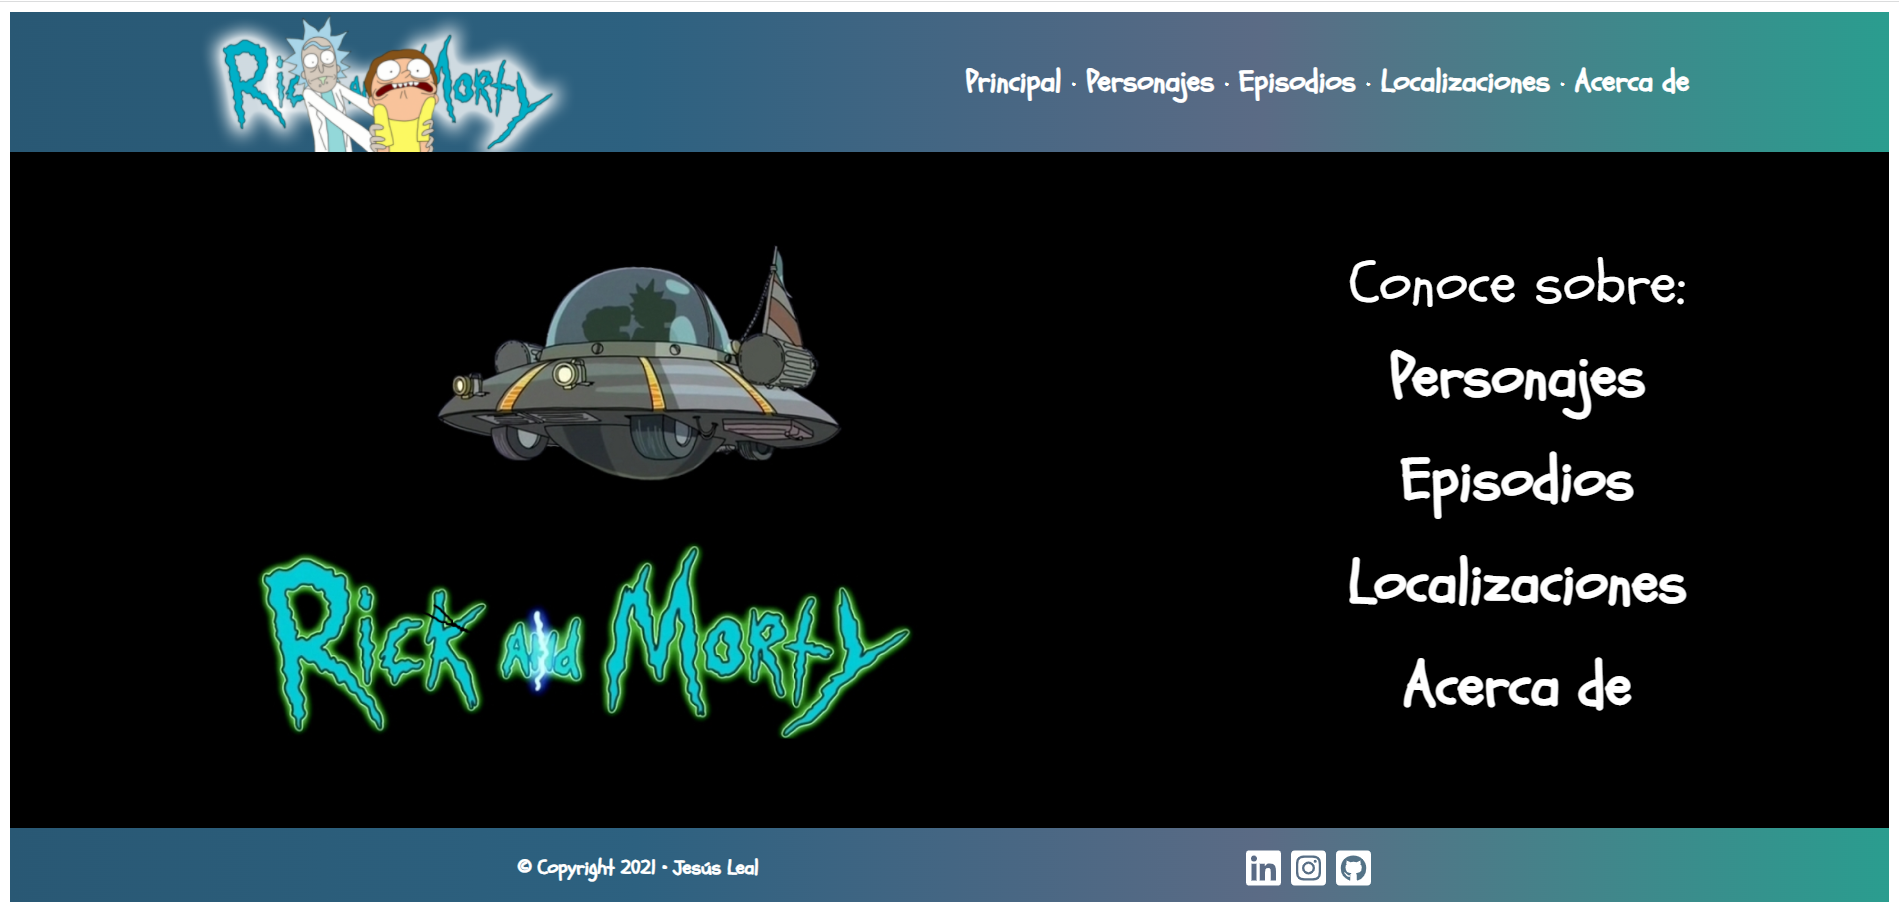 Rick and Morty
Principal · Personajes · Episodios · Localizaciones · Acerca de
Conoce sobre:
Personajes
Episodios
Localizaciones
Acerca de
Rick and Morty
© Copyright 2021 - Jesús Leal
in